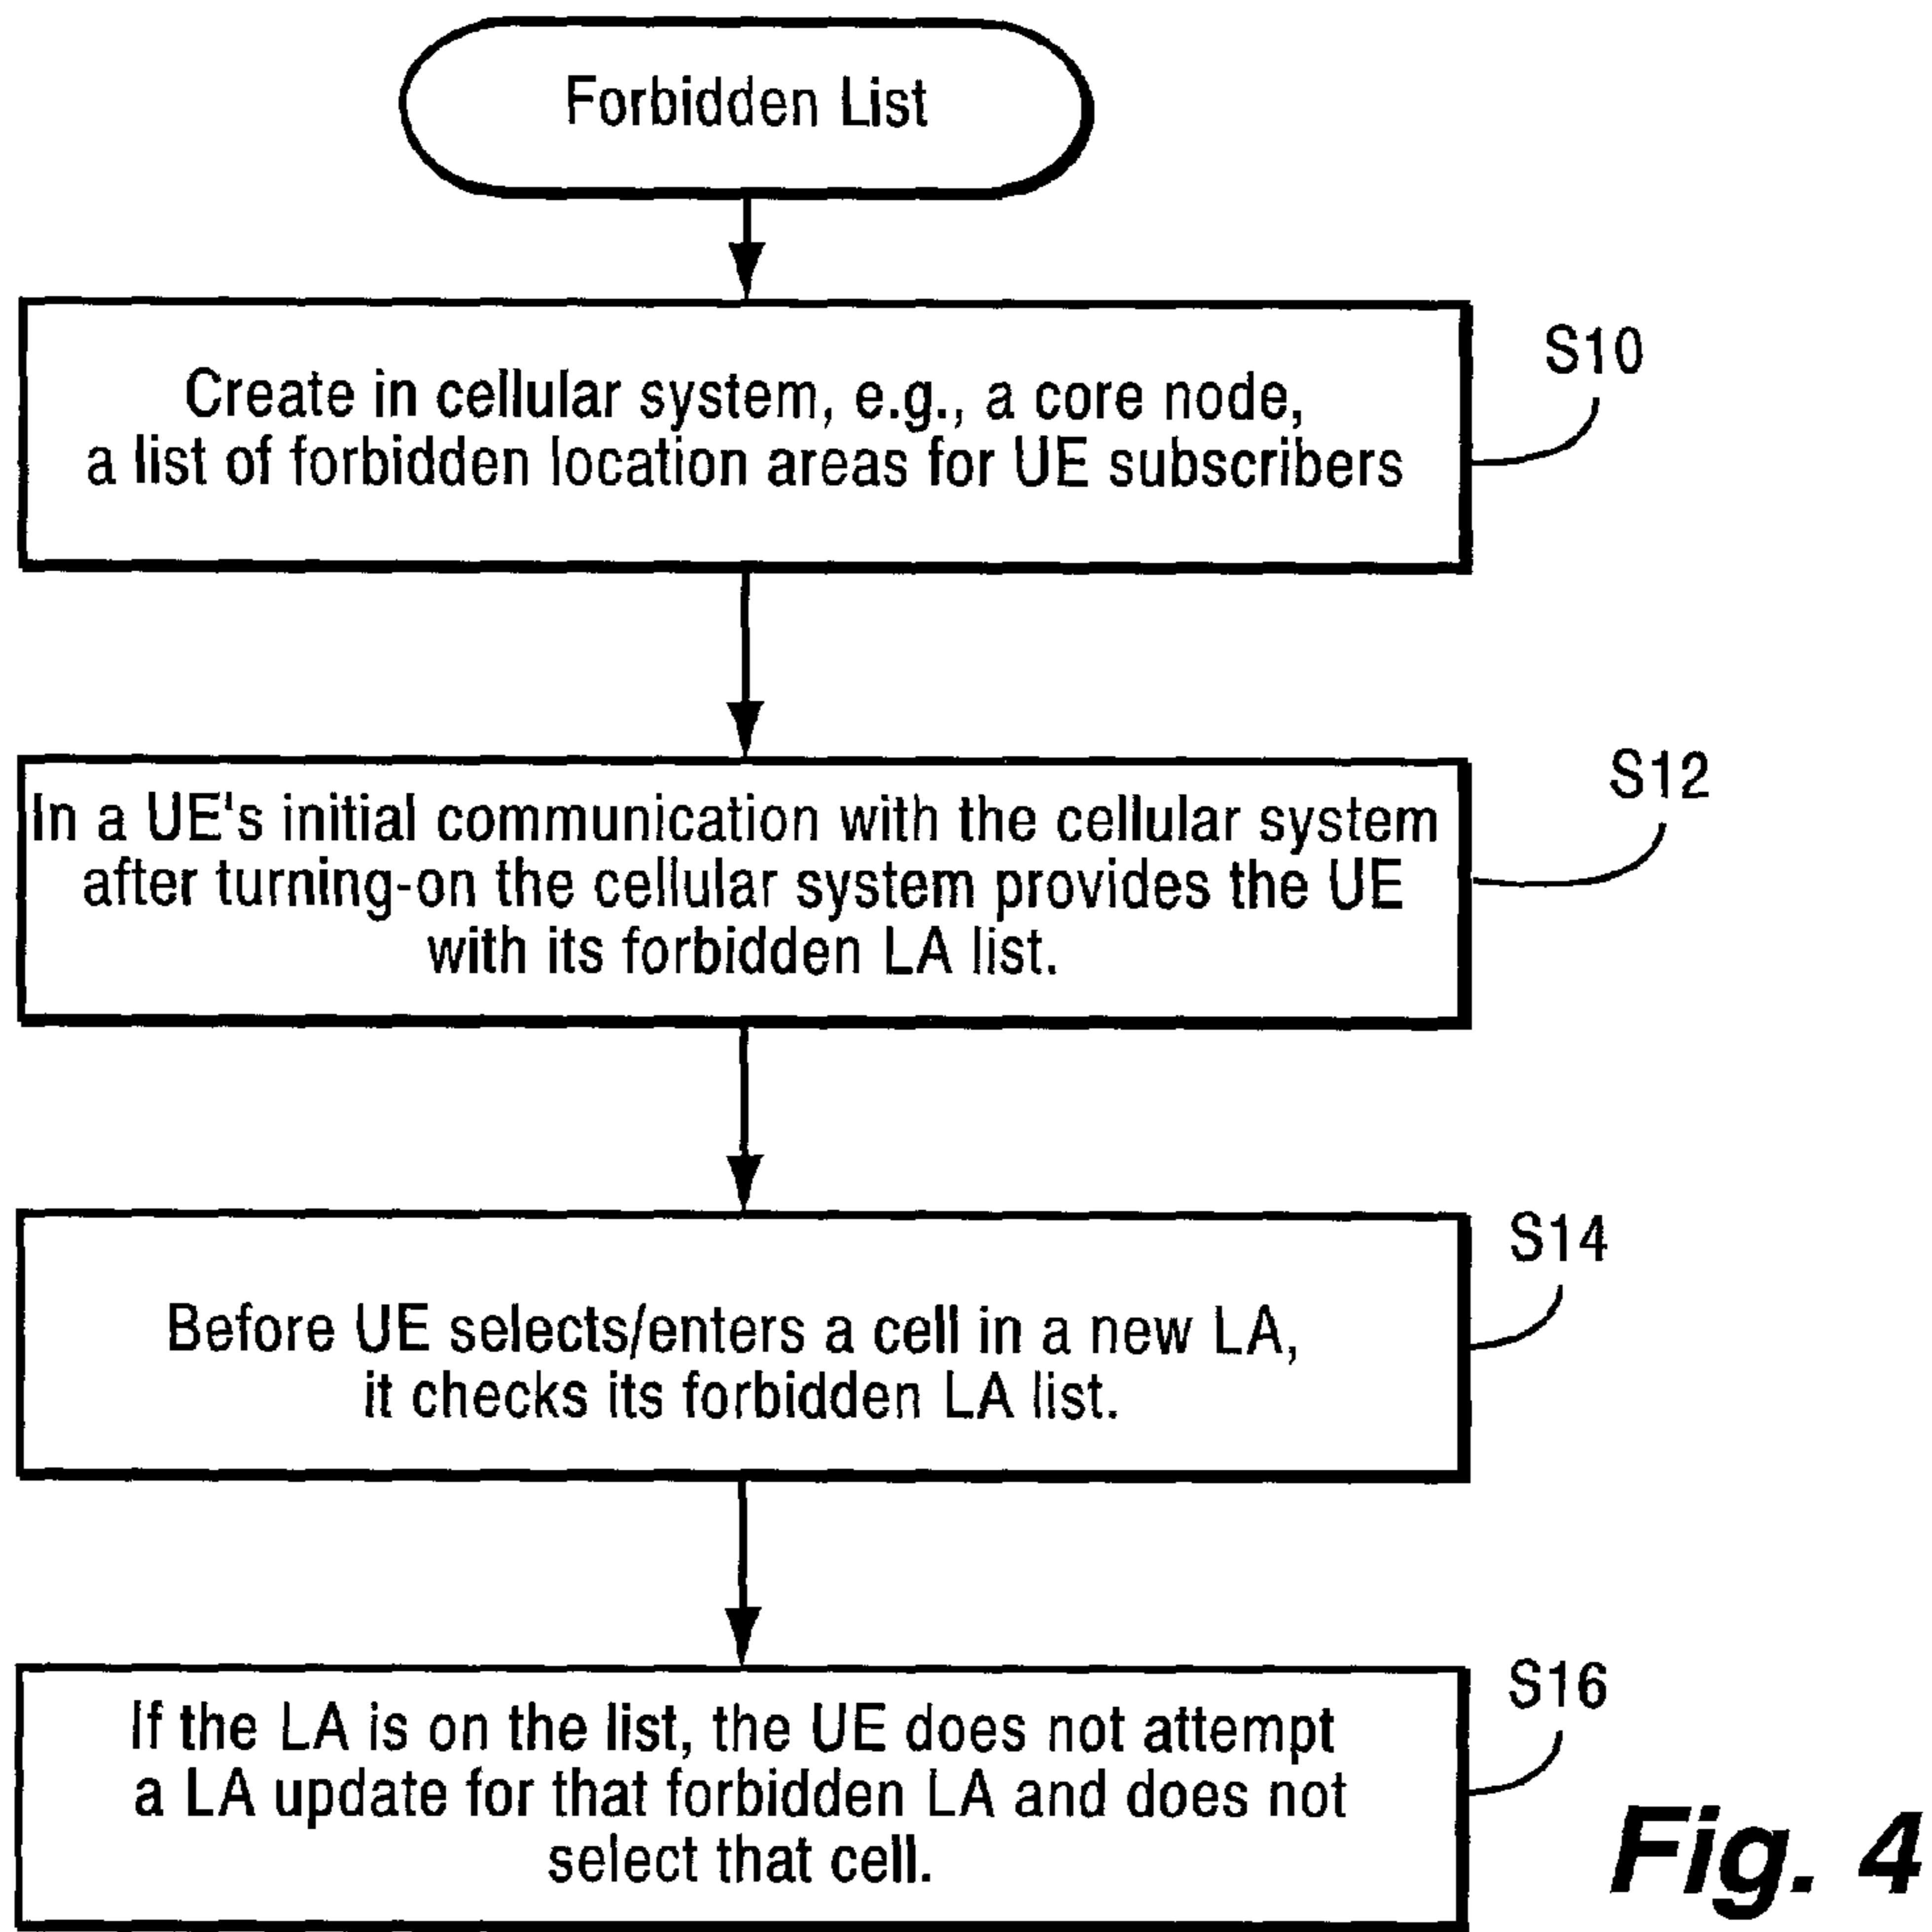 Forbidden List
Create in cellular system, e.g., a core node,
a list of forbidden location areas for UE subscribers
S10
In a UE's initial communication with the cellular system
after turning-on the cellular system provides the UE
with its forbidden LA list.
S12
Before UE selects/enters a cell in a new LA,
it checks its forbidden LA list.
S14
If the LA is on the list, the UE does not attempt
a LA update for that forbidden LA and does not
select that cell.
S16
Fig. 4